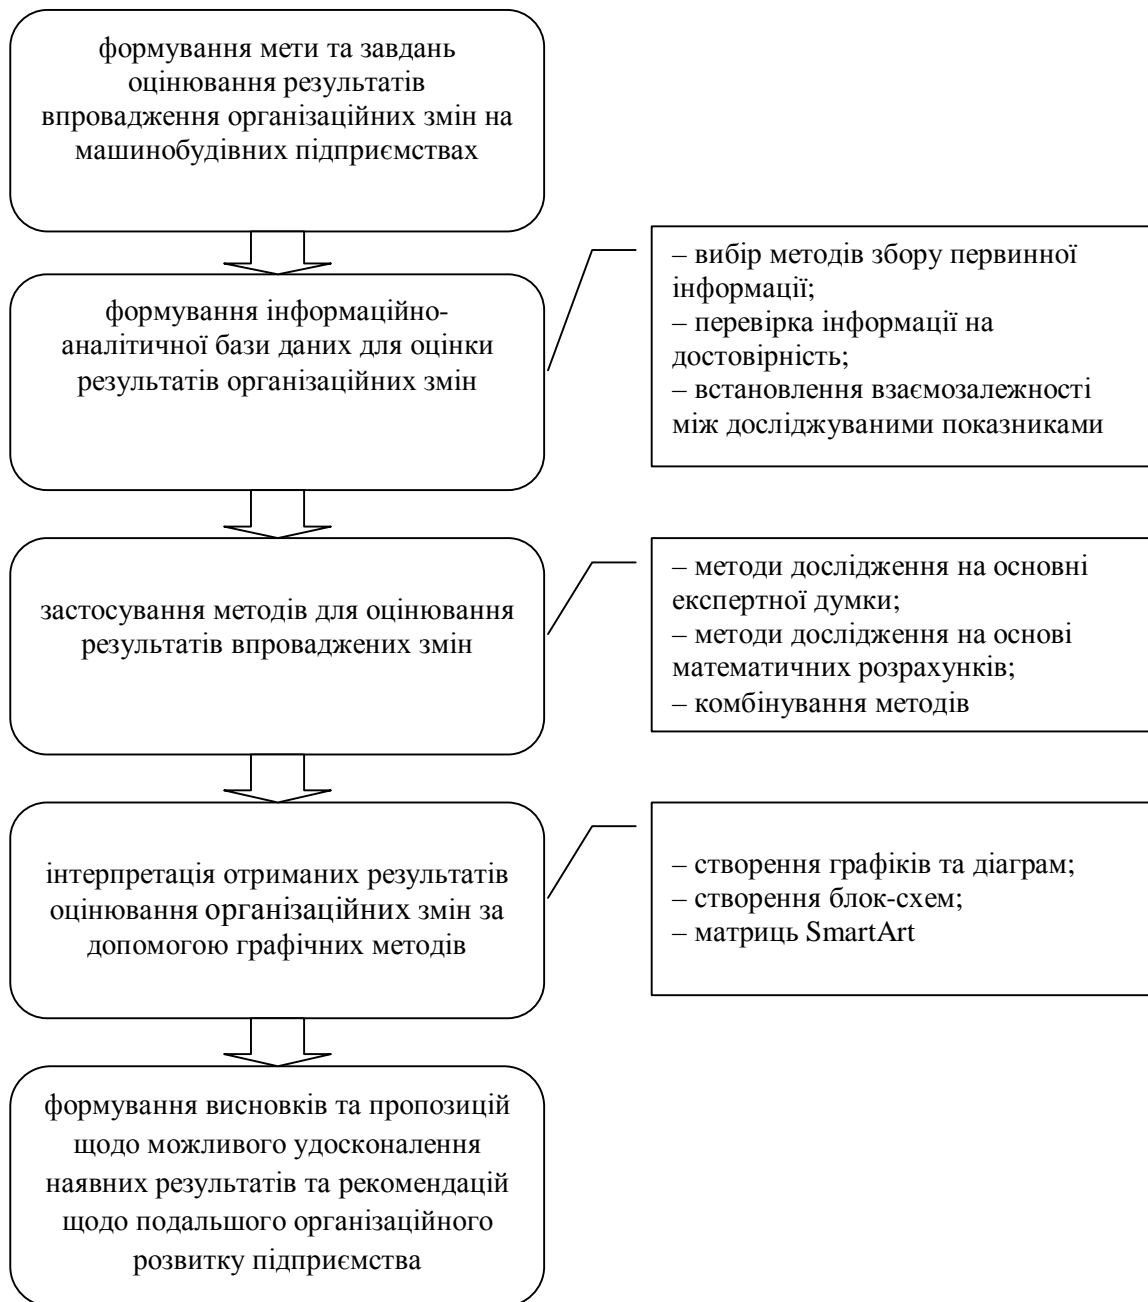 формування мети та завдань
оцінювання результатів
впровадження організаційних змін на
машинобудівних підприємствах
формування інформаційно-
аналітичної бази даних для оцінки
результатів організаційних змін
– вибір методів збору первинної
інформації;
– перевірка інформації на
достовірність;
– встановлення взаємозалежності
між досліджуваними показниками
застосування методів для оцінювання
результатів впроваджених змін
– методи дослідження на основні
експертної думки;
– методи дослідження на основі
математичних розрахунків;
– комбінування методів
інтерпретація отриманих результатів
оцінювання організаційних змін за
допомогою графічних методів
– створення графіків та діаграм;
– створення блок-схем;
– матриць SmartArt
формування висновків та пропозицій
щодо можливого удосконалення
наявних результатів та рекомендацій
щодо подальшого організаційного
розвитку підприємства